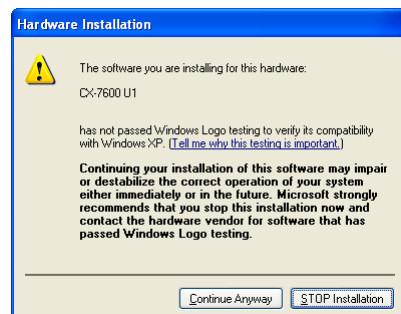 Hardware Installation
The software you are installing for this hardware:
CX-7600 U1
has not passed Windows Logo testing to verify its compatibility
with Windows XP. (Tell me why this testing is important.)
Continuing your installation of this software may impair
or destabilize the correct operation of your system
either immediately or in the future. Microsoft strongly
recommends that you stop this installation now and
contact the hardware vendor for software that has
passed Windows Logo testing.
Continue Anyway
STOP Installation